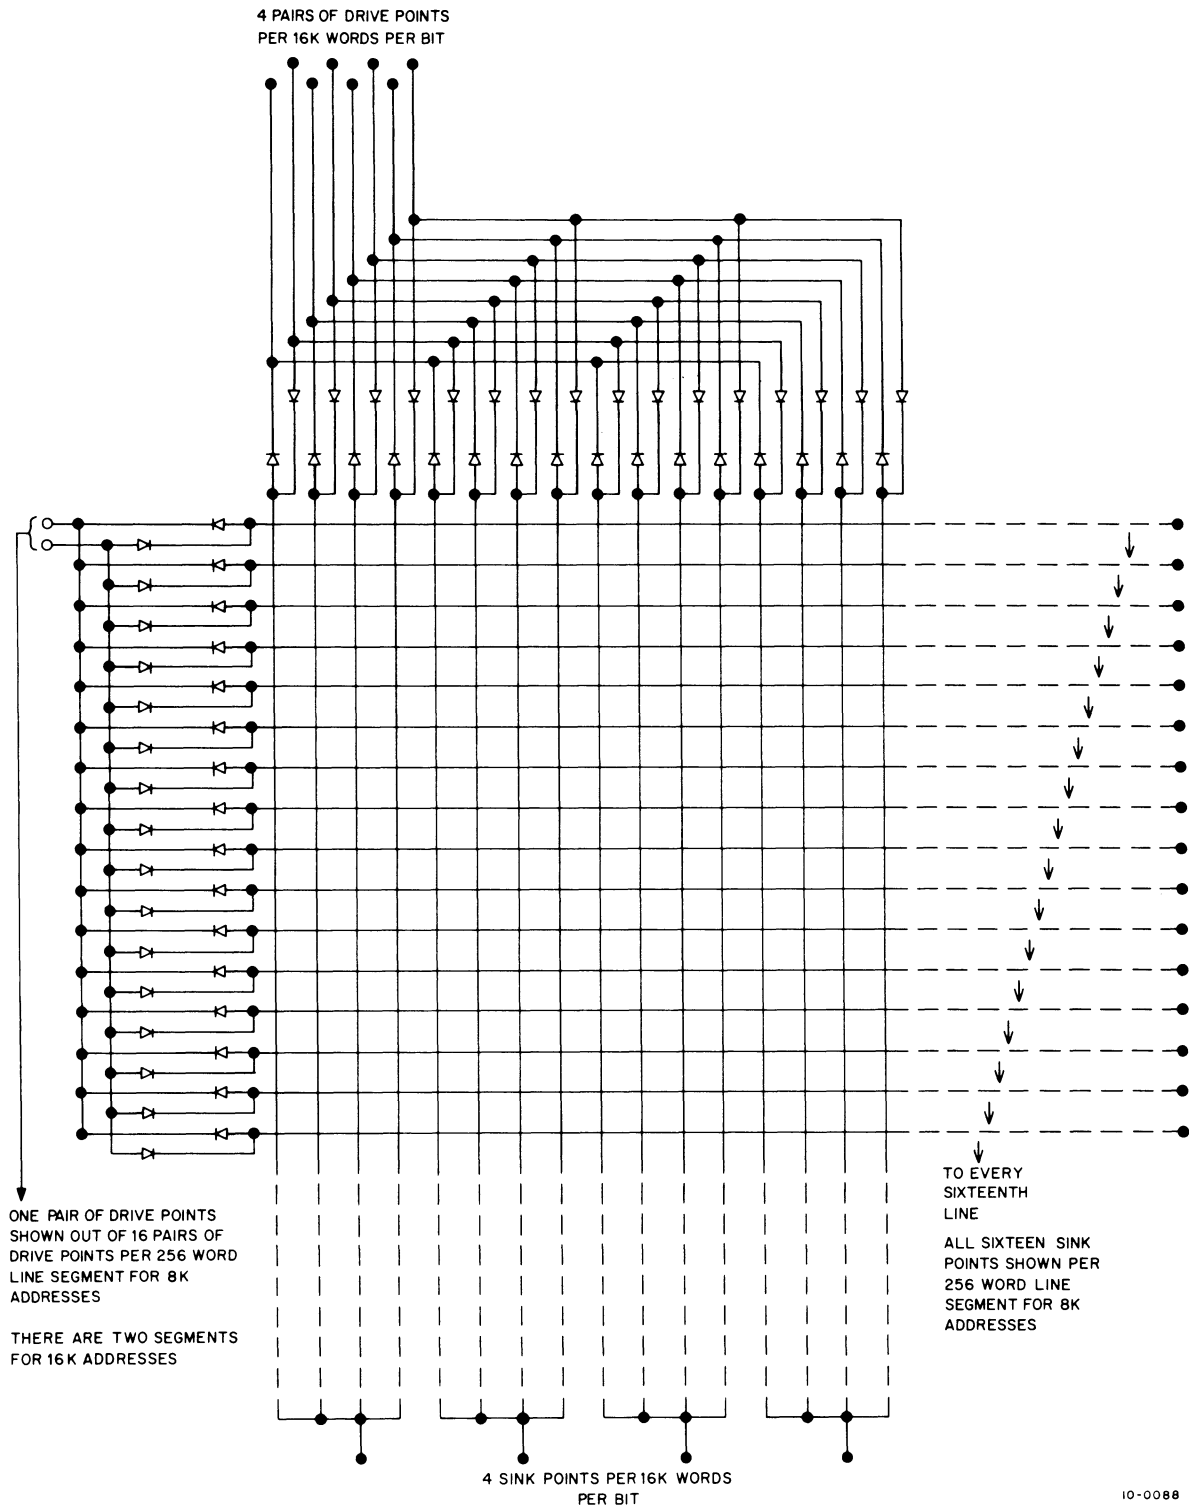 4 PAIRS OF DRIVE POINTS
PER 16K WORDS PER BIT
ONE PAIR OF DRIVE POINTS
SHOWN OUT OF 16 PAIRS OF
DRIVE POINTS PER 256 WORD
LINE SEGMENT FOR 8K
ADDRESSES
THERE ARE TWO SEGMENTS
FOR 16K ADDRESSES
TO EVERY
SIXTEENTH
LINE
ALL SIXTEEN SINK
POINTS SHOWN PER
256 WORD LINE
SEGMENT FOR 8K
ADDRESSES
4 SINK POINTS PER 16K WORDS
PER BIT
10-0088